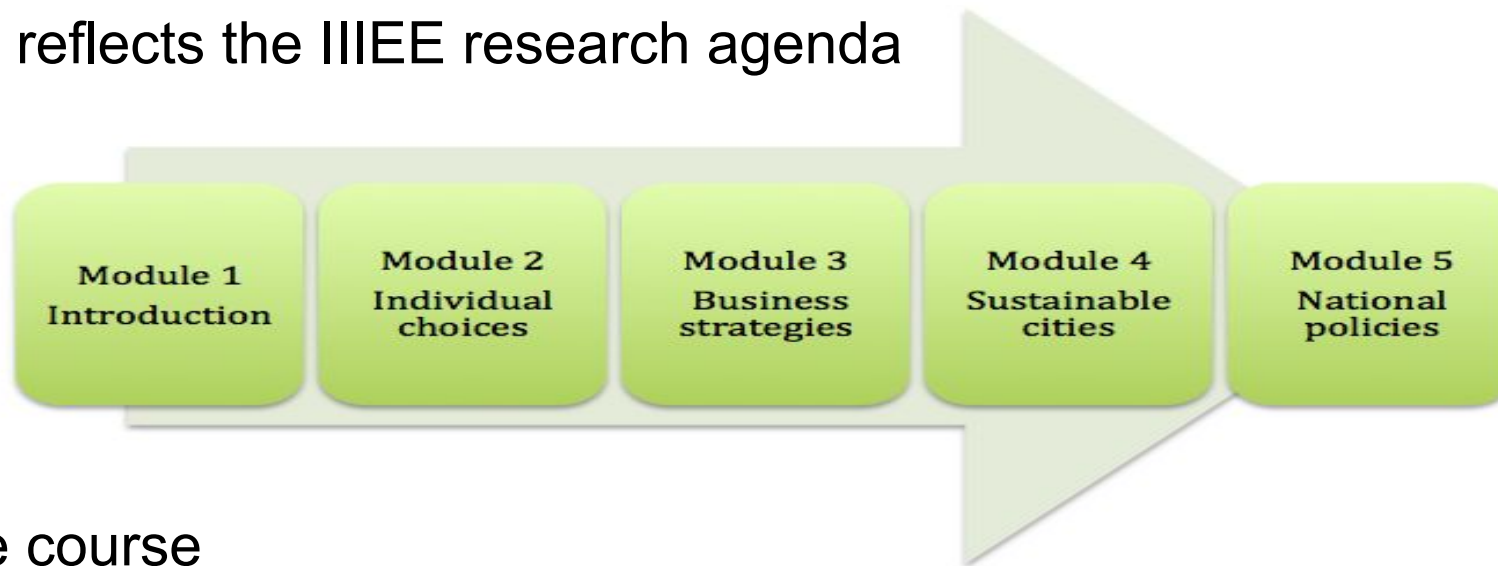 reflects the IIIEE research agenda
Module 1
Introduction
Module 2
Individual
choices
Module 3
Business
strategies
Module 4
Sustainable
cities
Module 5
National
policies
e course